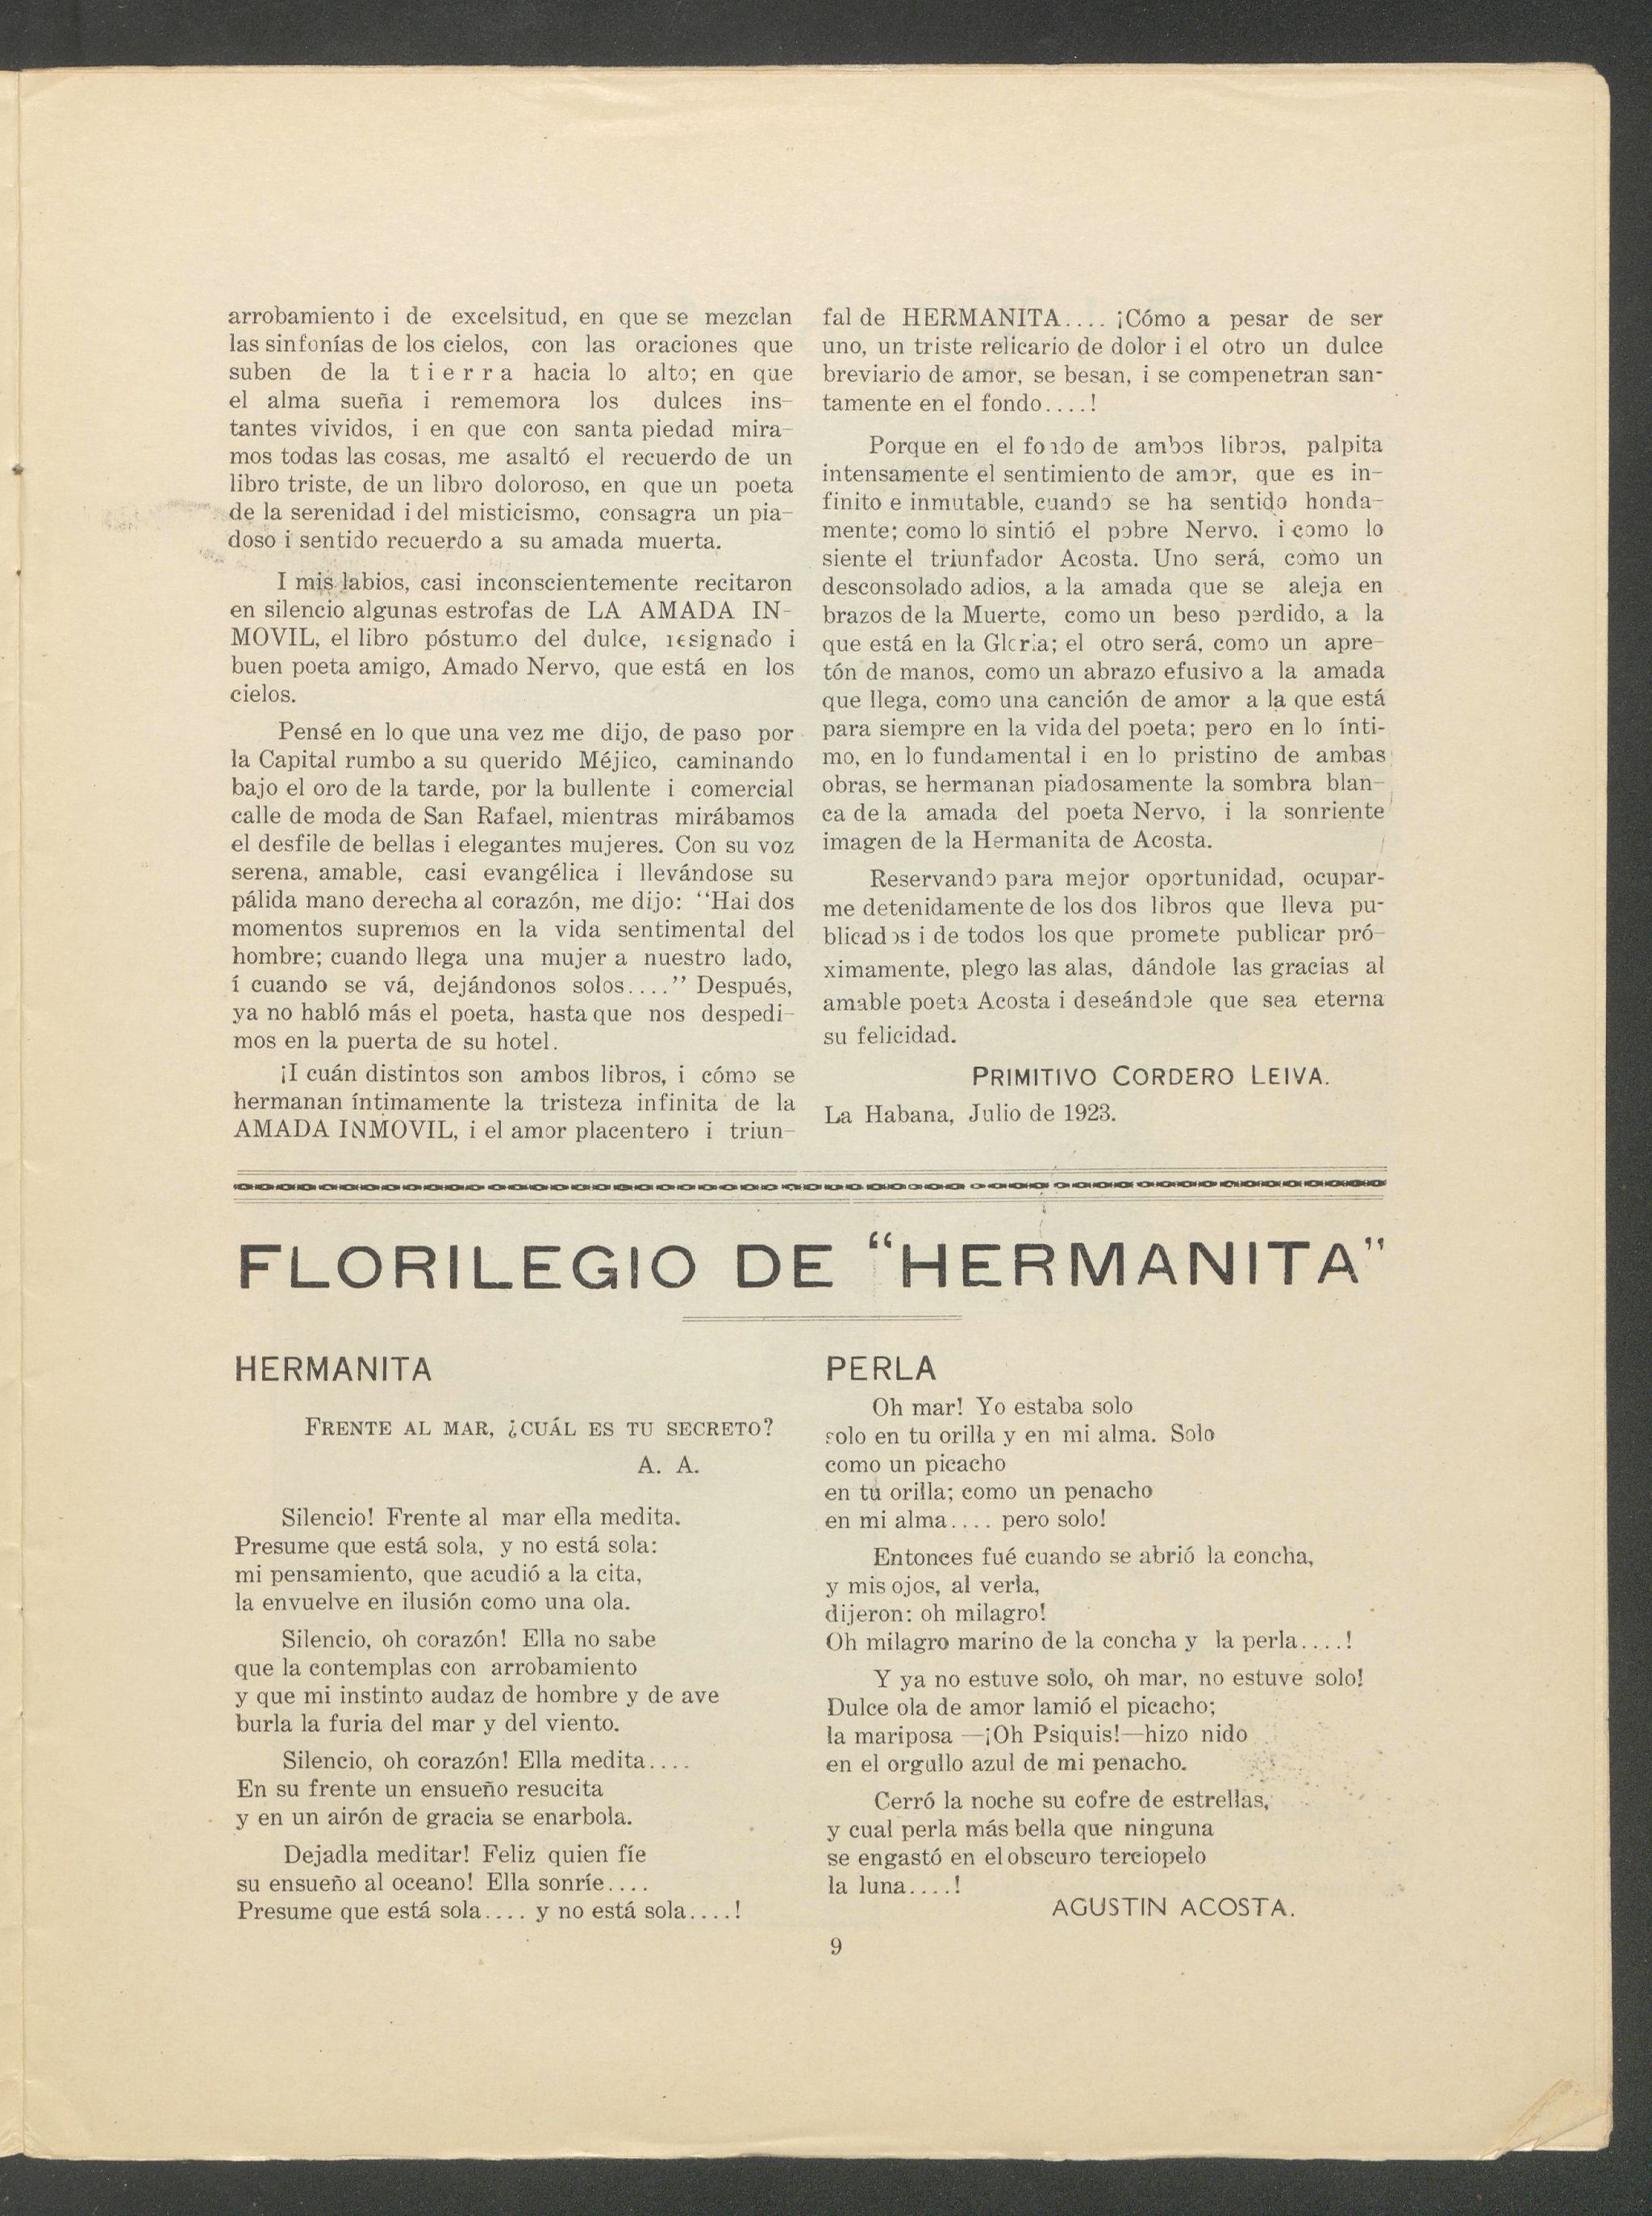 arrobamiento i de excelsitud, en que se mezclan
las sinfonías de los cielos, con las oraciones que
suben de la tierra hacia lo alto; en que
el alma sueña i rememora los dulces ins-
tantes vividos, i en que con santa piedad mira-
mos todas las cosas, me asaltó el recuerdo de un
libro triste, de un libro doloroso, en que un poeta
de la serenidad i del misticismo, consagra un pia-
doso i sentido recuerdo a su amada muerta.
I mis labios, casi inconscientemente recitaron
en silencio algunas estrofas de LA AMADA IN-
MOVIL, el libro póstumo del dulce, resignado i
buen poeta amigo, Amado Nervo, que está en los
cielos.
Pensé en lo que una vez me dijo, de paso por
la Capital rumbo a su querido Méjico, caminando
bajo el oro de la tarde, por la bullente i comercial
calle de moda de San Rafael, mientras mirábamos
el desfile de bellas i elegantes mujeres. Con su voz
serena, amable, casi evangélica i llevándose su
pálida mano derecha al corazón, me dijo: "Hai dos
momentos supremos en la vida sentimental del
hombre; cuando llega una mujer a nuestro lado,
í cuando se vá, dejándonos solos...." Después,
ya no habló más el poeta, hasta que nos despedi-
mos en la puerta de su hotel.
¡I cuán distintos son ambos libros, i cómo se
hermanan íntimamente la tristeza infinita de la
AMADA INMOVIL, i el amor placentero i triun-
fal de HERMANITA.... ¡Cómo a pesar de ser
uno, un triste relicario de dolor i el otro un dulce
breviario de amor, se besan, i se compenetran san-
tamente en el fondo....!
Porque en el fondo de ambos libros, palpita
intensamente el sentimiento de amor, que es in-
finito e inmutable, cuando se ha sentido honda-
mente; como lo sintió el pobre Nervo. i como lo
siente el triunfador Acosta. Uno será, como un
desconsolado adios, a la amada que se aleja en
brazos de la Muerte, como un beso perdido, a la
que está en la Gloria; el otro será, como un apre-
tón de manos, como un abrazo efusivo a la amada
que llega, como una canción de amor a la que está
para siempre en la vida del poeta; pero en lo ínti-
mo, en lo fundamental i en lo pristino de ambas
obras, se hermanan piadosamente la sombra blan-
ca de la amada del poeta Nervo, i la sonriente
imagen de la Hermanita de Acosta.
Reservando para mejor oportunidad, ocupar-
me detenidamente de los dos libros que lleva pu-
blicados i de todos los que promete publicar pró-
ximamente, plego las alas, dándole las gracias al
amable poeta Acosta i deseándole que sea eterna
su felicidad.
PRIMITIVO CORDERO LEIVA.
La Habana, Julio de 1923.
FLORILEGIO DE "HERMANITA"
HERMANITA
FRENTE AL MAR, ¿CUÁL ES TU SECRETO?
A. A.
Silencio! Frente al mar ella medita.
Presume que está sola, y no está sola:
mi pensamiento, que acudió a la cita,
la envuelve en ilusión como una ola.
Silencio, oh corazón! Ella no sabe
que la contemplas con arrobamiento
y que mi instinto audaz de hombre y de ave
burla la furia del mar y del viento.
Silencio, oh corazón! Ella medita....
En su frente un ensueño resucita
y en un airón de gracia se enarbola.
Dejadla meditar! Feliz quien fíe
su ensueño al oceano! Ella sonríe....
Presume que está sola.... y no está sola....!
PERLA
Oh mar! Yo estaba solo
solo en tu orilla y en mi alma. Solo
como un picacho
en tu orilla; como un penacho
en mi alma.... pero solo!
Entonces fué cuando se abrió la concha,
y mis ojos, al verla,
dijeron: oh milagro!
Oh milagro marino de la concha y la perla....!
Y ya no estuve solo, oh mar, no estuve solo!
Dulce ola de amor lamió el picacho;
la mariposa —¡Oh Psiquis!—hizo nido
en el orgullo azul de mi penacho.
Cerró la noche su cofre de estrellas,
y cual perla más bella que ninguna
se engastó en el obscuro terciopelo
la luna....!
AGUSTIN ACOSTA.
9